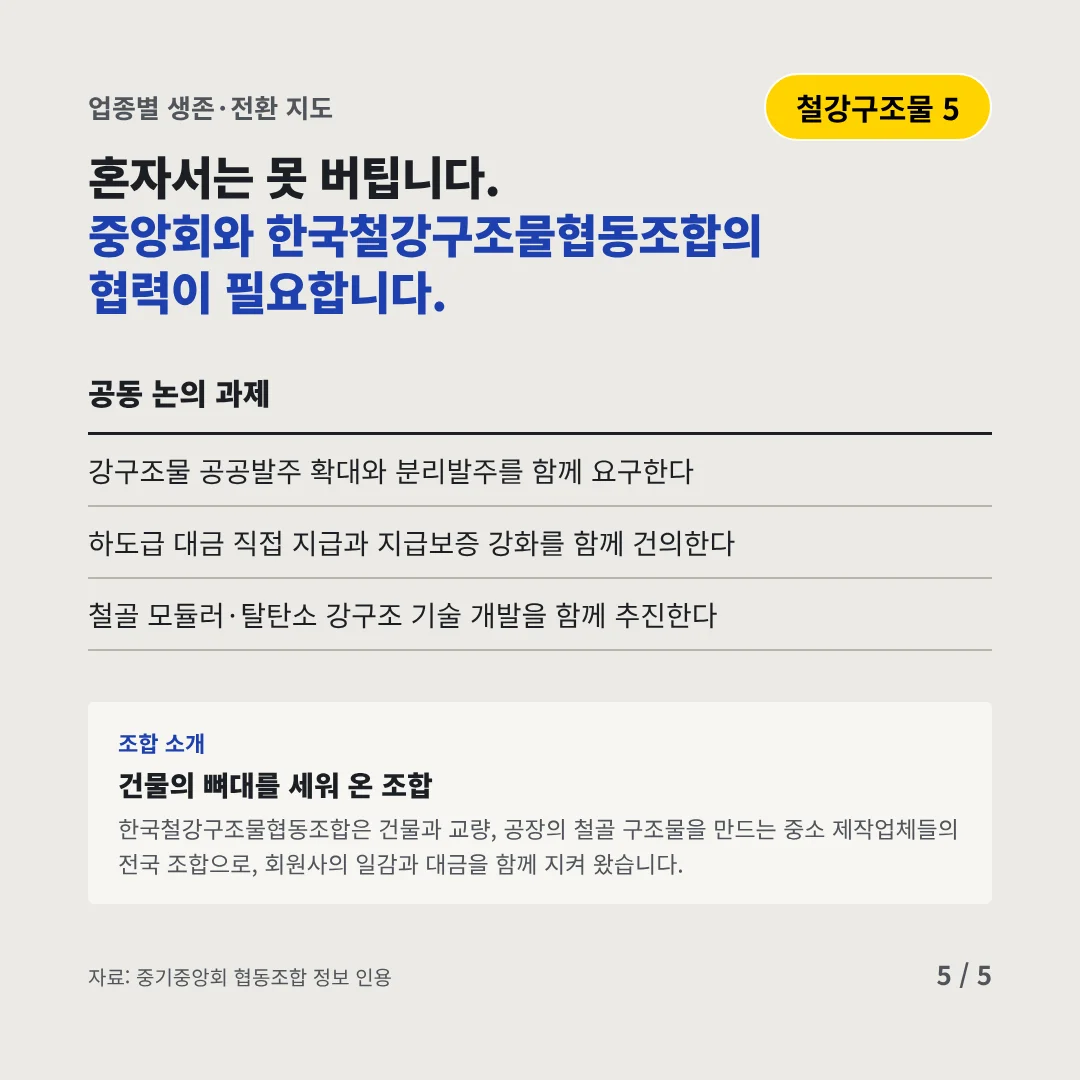 업종별 생존·전환 지도
철강구조물 5
혼자서는 못 버팁니다.
중앙회와 한국철강구조물협동조합의
협력이 필요합니다.
공동 논의 과제
강구조물 공공발주 확대와 분리발주를 함께 요구한다
하도급 대금 직접 지급과 지급보증 강화를 함께 건의한다
철골 모듈러·탈탄소 강구조 기술 개발을 함께 추진한다
조합 소개
건물의 뼈대를 세워 온 조합
한국철강구조물협동조합은 건물과 교량, 공장의 철골 구조물을 만드는 중소 제작업체들의
전국 조합으로, 회원사의 일감과 대금을 함께 지켜 왔습니다.
자료: 중기중앙회 협동조합 정보 인용
5 / 5